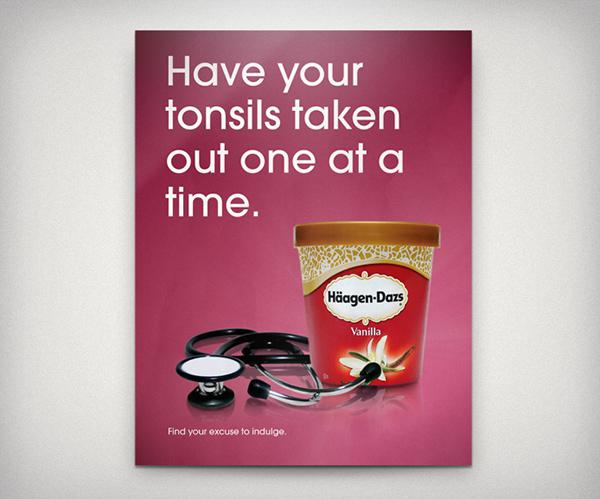 Have your
tonsils taken
out one at a
time.
Häagen-Dazs
Vanilla
Find your excuse to indulge.